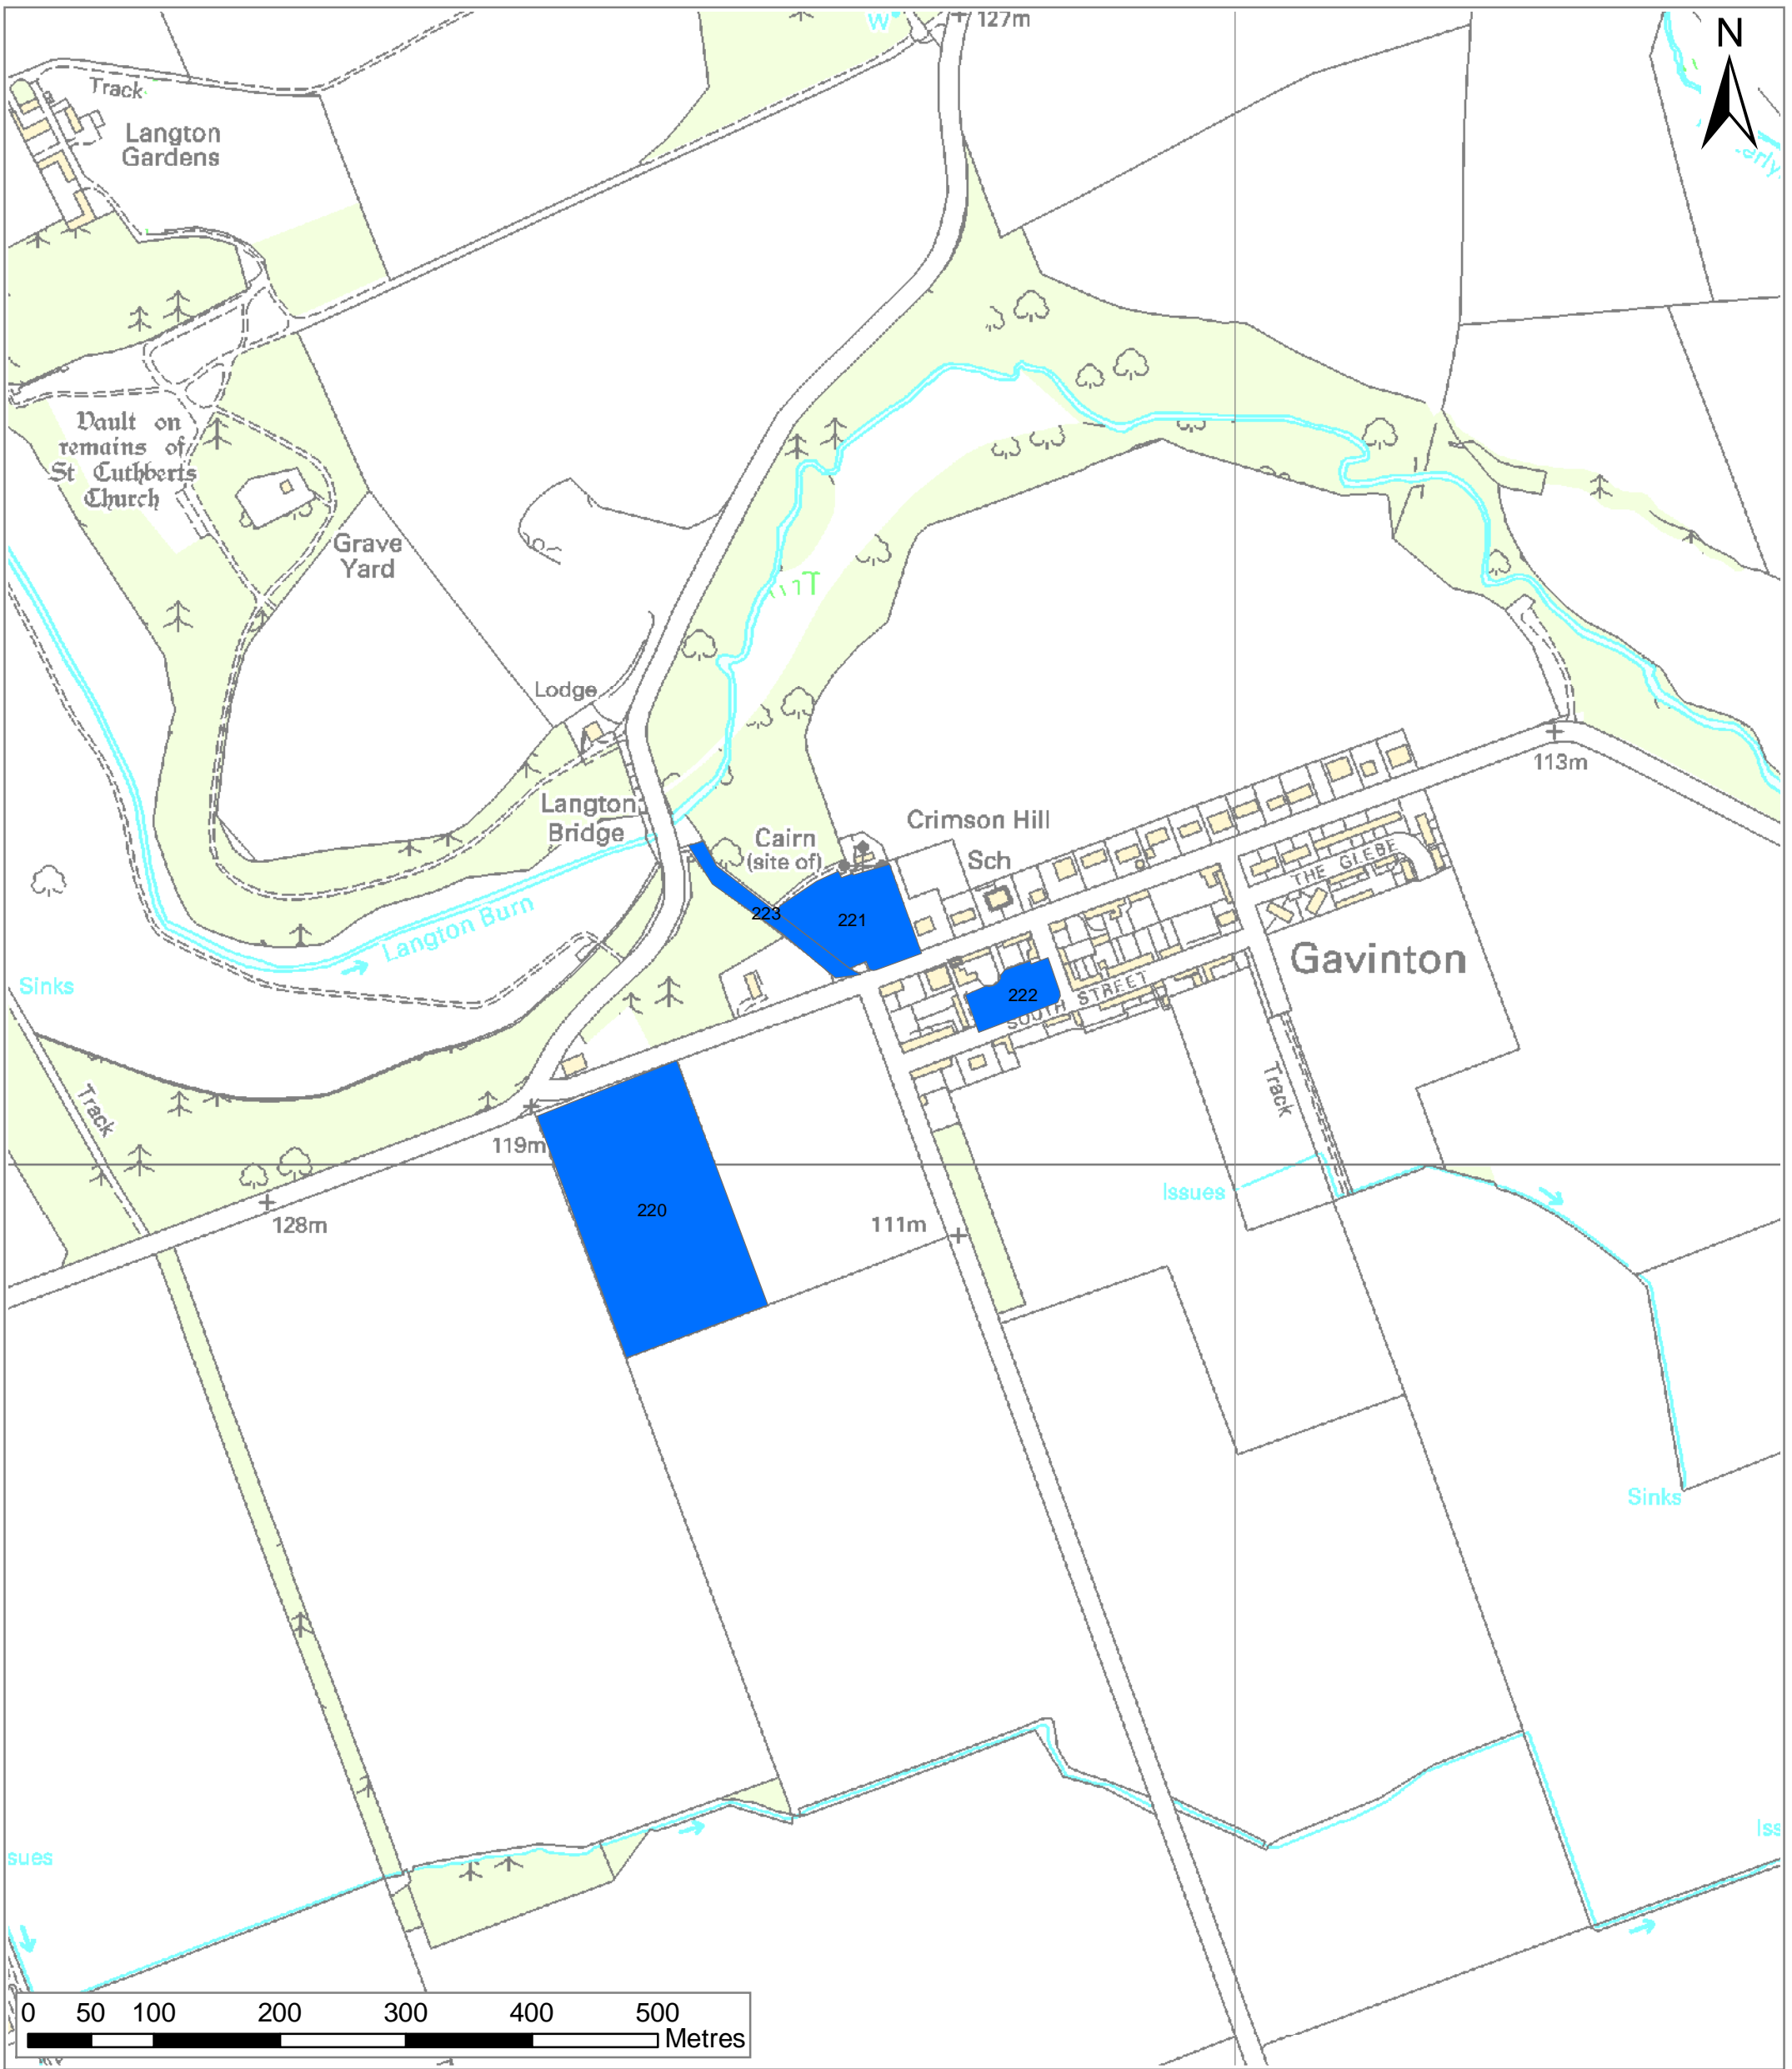 W
127m
N
Track
Langton
Gardens
Vault on
remains of
St Cuthberts
Church
Grave
Yard
Lodge
113m
Langton
Bridge
Cairn
(site of)
Crimson Hill
Sch
THE GLEBE
223
221
Langton Burn
Gavinton
Sinks
222
SOUTH STREET
Track
Track
119m
Issues
220
111m
128m
Sinks
0 50 100 200 300 400 500
Metres